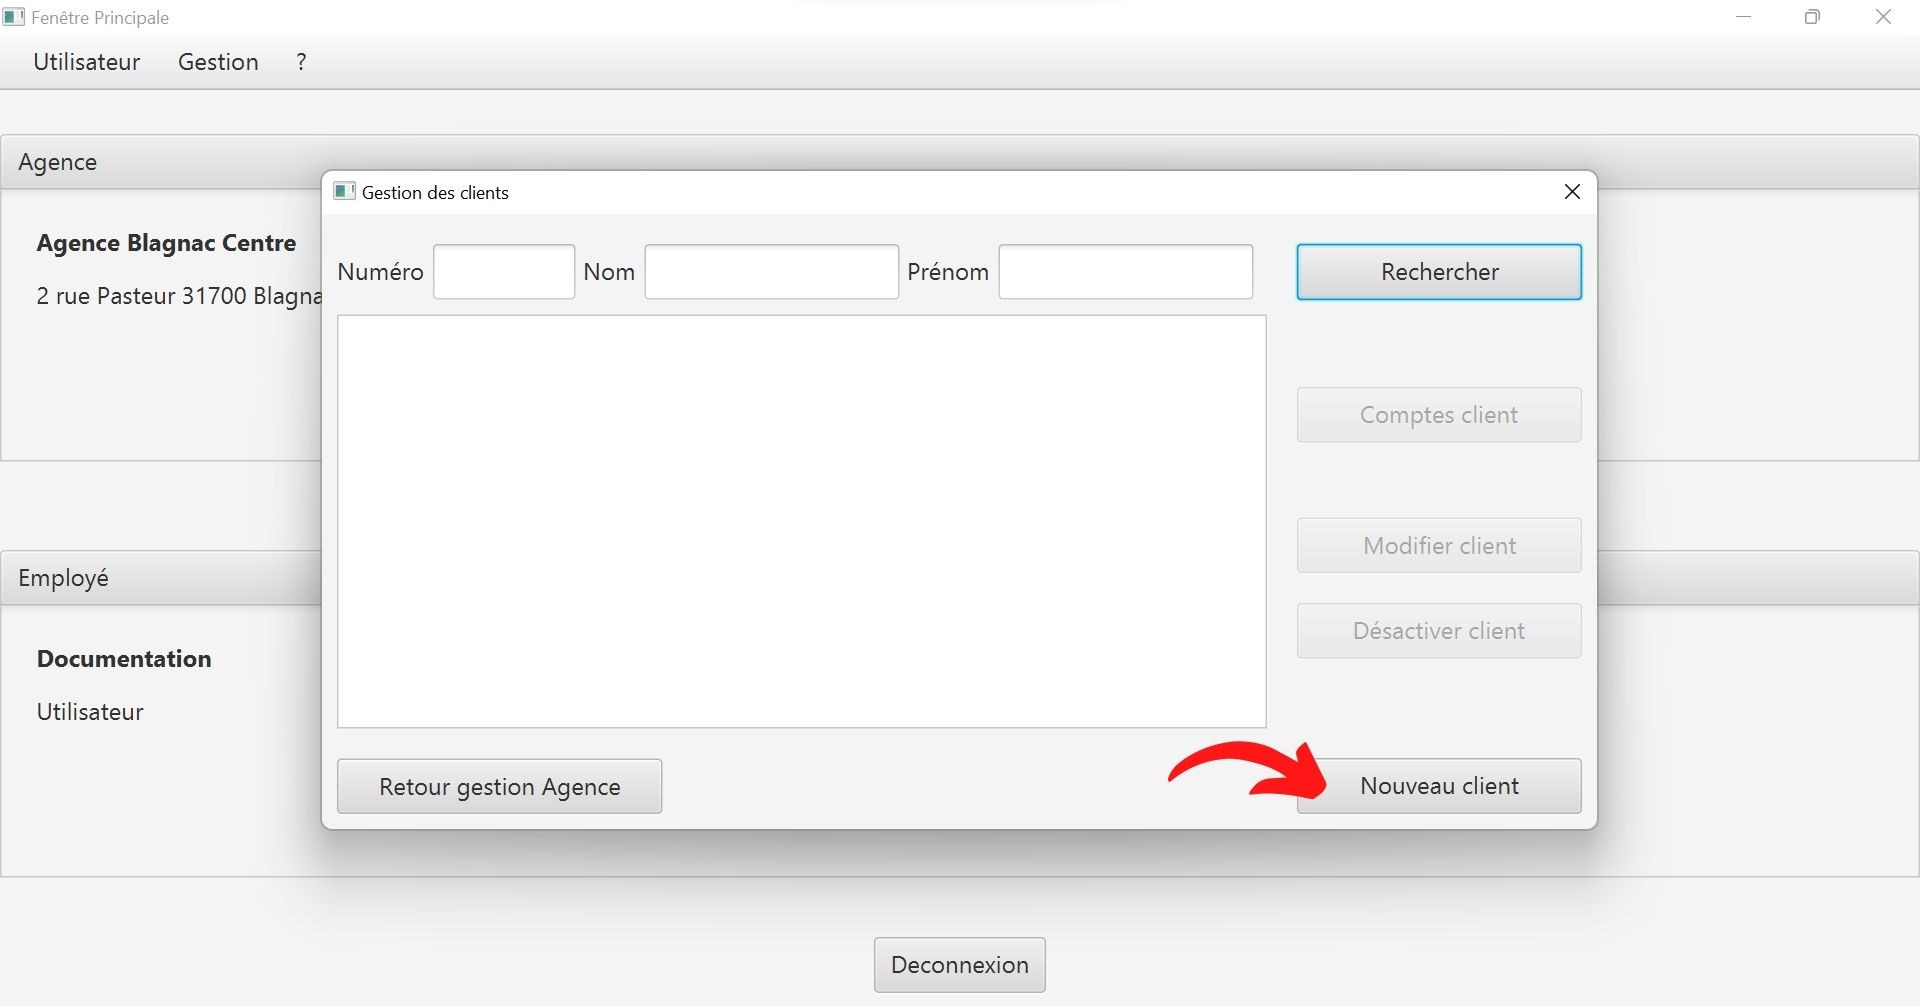 Fenêtre Principale
Utilisateur Gestion ?
Agence
Agence Blagnac Centre
2 rue Pasteur 31700 Blagna
Gestion des clients
Numéro Nom Prénom Rechercher
Comptes client
Modifier client
Désactiver client
Retour gestion Agence Nouveau client
Employé
Documentation
Utilisateur
Deconnexion